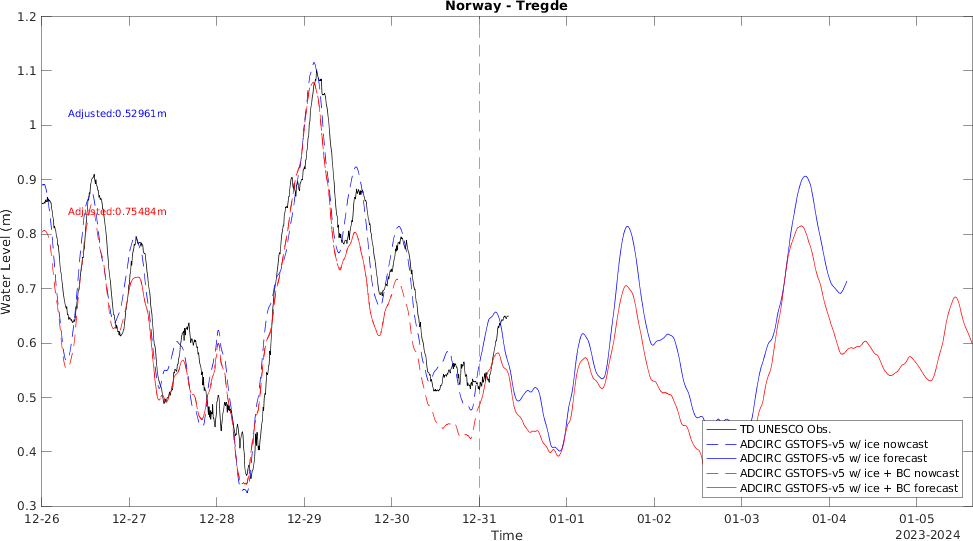 Norway - Tregde
1.2
1.1
1
0.9
0.8
0.7
0.6
0.5
0.4
0.3
Water Level (m)
Adjusted:0.52961m
Adjusted:0.75484m
TD UNESCO Obs.
ADCIRC GSTOFS-v5 w/ ice nowcast
ADCIRC GSTOFS-v5 w/ ice forecast
ADCIRC GSTOFS-v5 w/ ice + BC nowcast
ADCIRC GSTOFS-v5 w/ ice + BC forecast
12-26 12-27 12-28 12-29 12-30 12-31 01-01 01-02 01-03 01-04 01-05
Time
2023-2024